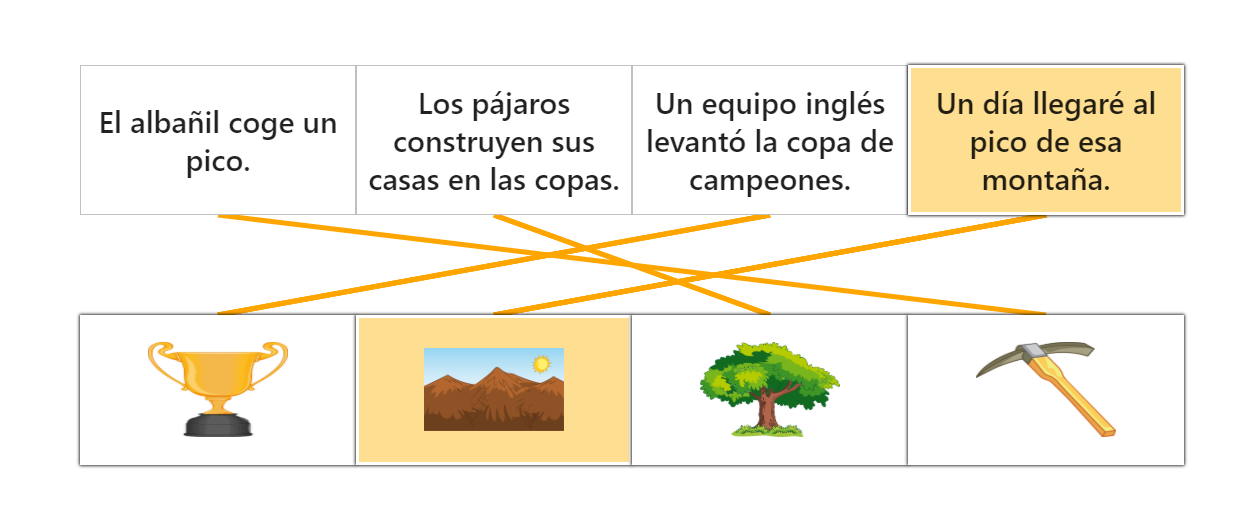 El albañil coge un
pico.
Los pájaros
construyen sus
casas en las copas.
Un equipo inglés
levantó la copa de
campeones.
Un día llegaré al
pico de esa
montaña.